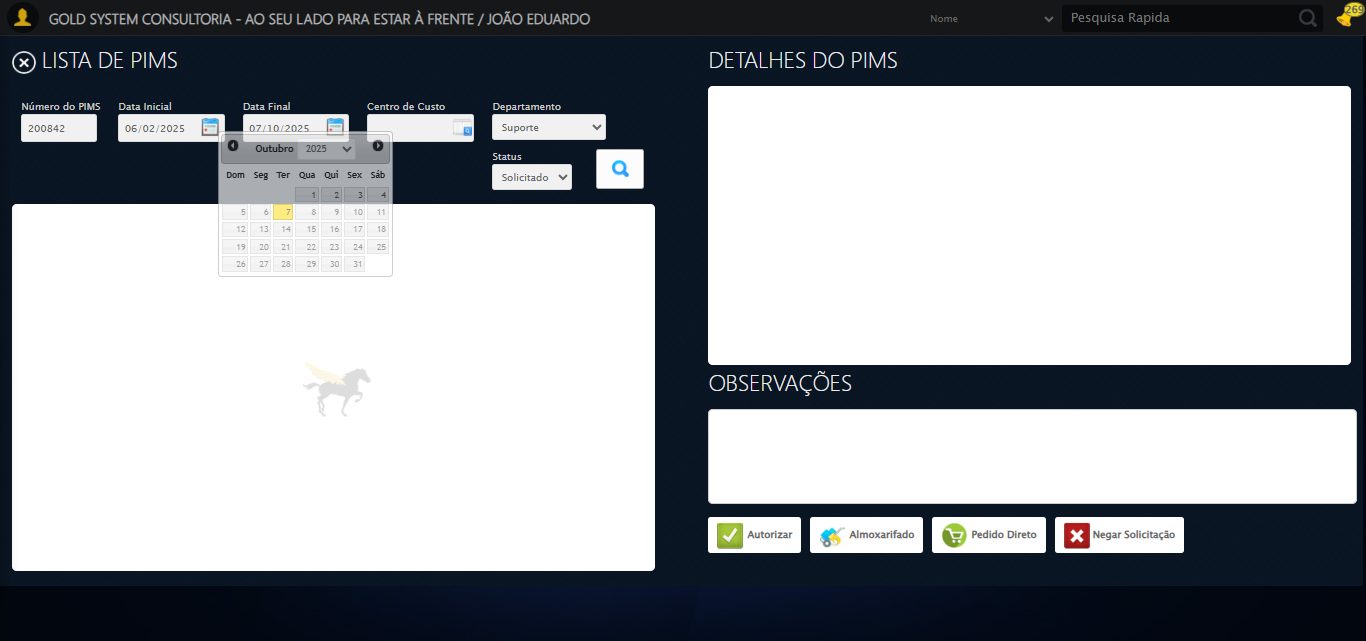 GOLD SYSTEM CONSULTORIA - AO SEU LADO PARA ESTAR À FRENTE / JOÃO EDUARDO
Nome
Pesquisa Rapida
269
LISTA DE PIMS
Número do PIMS
Data Inicial
Data Final
Centro de Custo
Departamento
200842
06/02/2025
07/10/2025
Suporte
Status
Solicitado
Outubro 2025
Dom Seg Ter Qua Qui Sex Sáb
1 2 3 4
5 6 7 8 9 10 11
12 13 14 15 16 17 18
19 20 21 22 23 24 25
26 27 28 29 30 31
DETALHES DO PIMS
OBSERVAÇÕES
Autorizar
Almoxarifado
Pedido Direto
Negar Solicitação